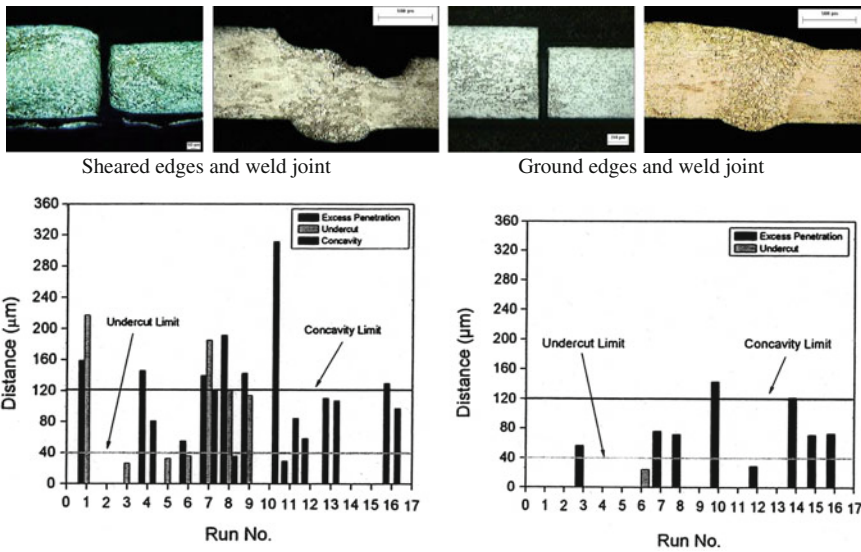 Sheared edges and weld joint
Ground edges and weld joint
360
320
280
240
200
160
120
80
40
0
Distance (µm)
Excess Penetration
Undercut
Concavity
Undercut Limit
Concavity Limit
0 1 2 3 4 5 6 7 8 9 10 11 12 13 14 15 16 17
Run No.
360
320
280
240
200
160
120
80
40
0
Distance (µm)
Excess Penetration
Undercut
Undercut Limit
Concavity Limit
0 1 2 3 4 5 6 7 8 9 10 11 12 13 14 15 16 17
Run No.